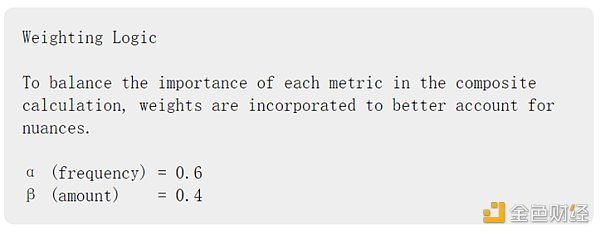 Weighting Logic
To balance the importance of each metric in the composite
calculation, weights are incorporated to better account for
nuances.
α (frequency) = 0.6
β (amount) = 0.4
金色财经